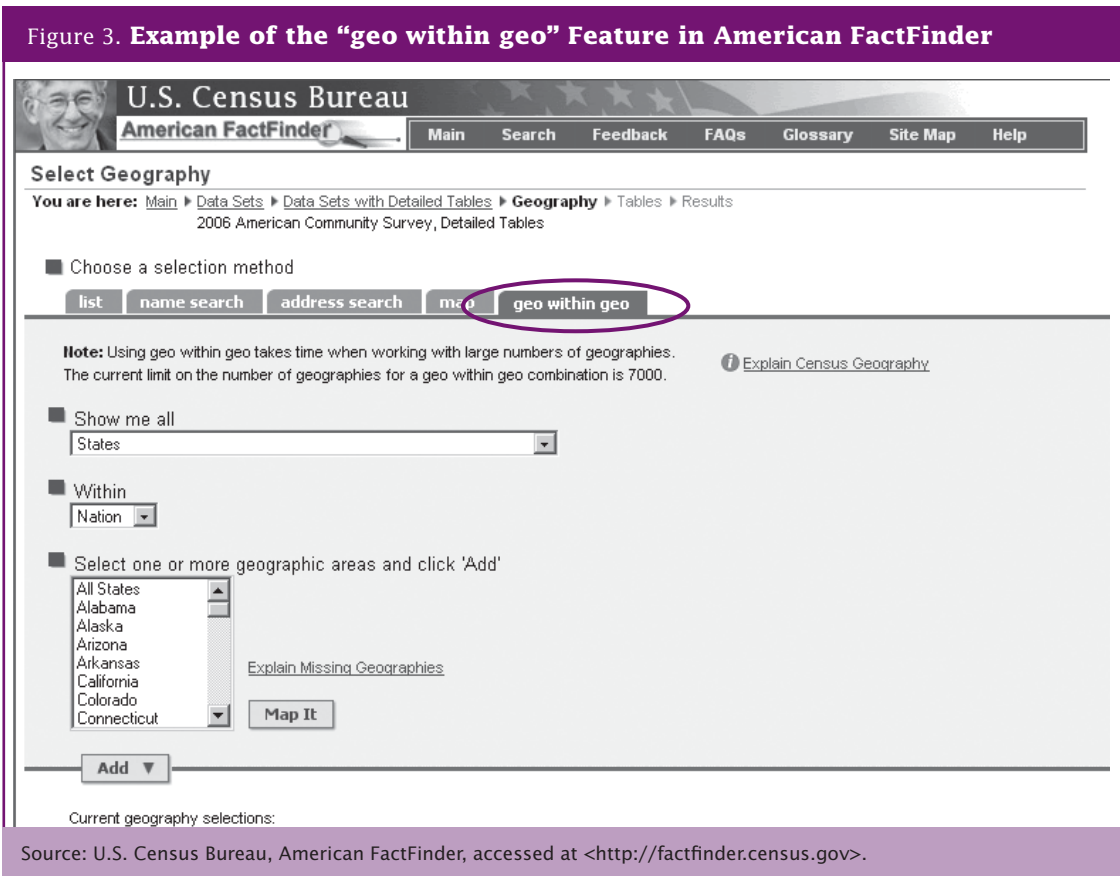 Figure 3. Example of the “geo within geo” Feature in American FactFinder
U.S. Census Bureau
American FactFinder
Main Search Feedback FAQs Glossary Site Map Help
Select Geography
You are here: Main ▶ Data Sets ▶ Data Sets with Detailed Tables ▶ Geography ▶ Tables ▶ Results
2006 American Community Survey, Detailed Tables
Choose a selection method
list name search address search map geo within geo
Note: Using geo within geo takes time when working with large numbers of geographies.
The current limit on the number of geographies for a geo within geo combination is 7000.
Explain Census Geography
Show me all
States
Within
Nation
Select one or more geographic areas and click 'Add'
All States
Alabama
Alaska
Arizona
Arkansas
California
Colorado
Connecticut
Explain Missing Geographies
Map It
Add ▼
Current geography selections:
Source: U.S. Census Bureau, American FactFinder, accessed at <http://factfinder.census.gov>.